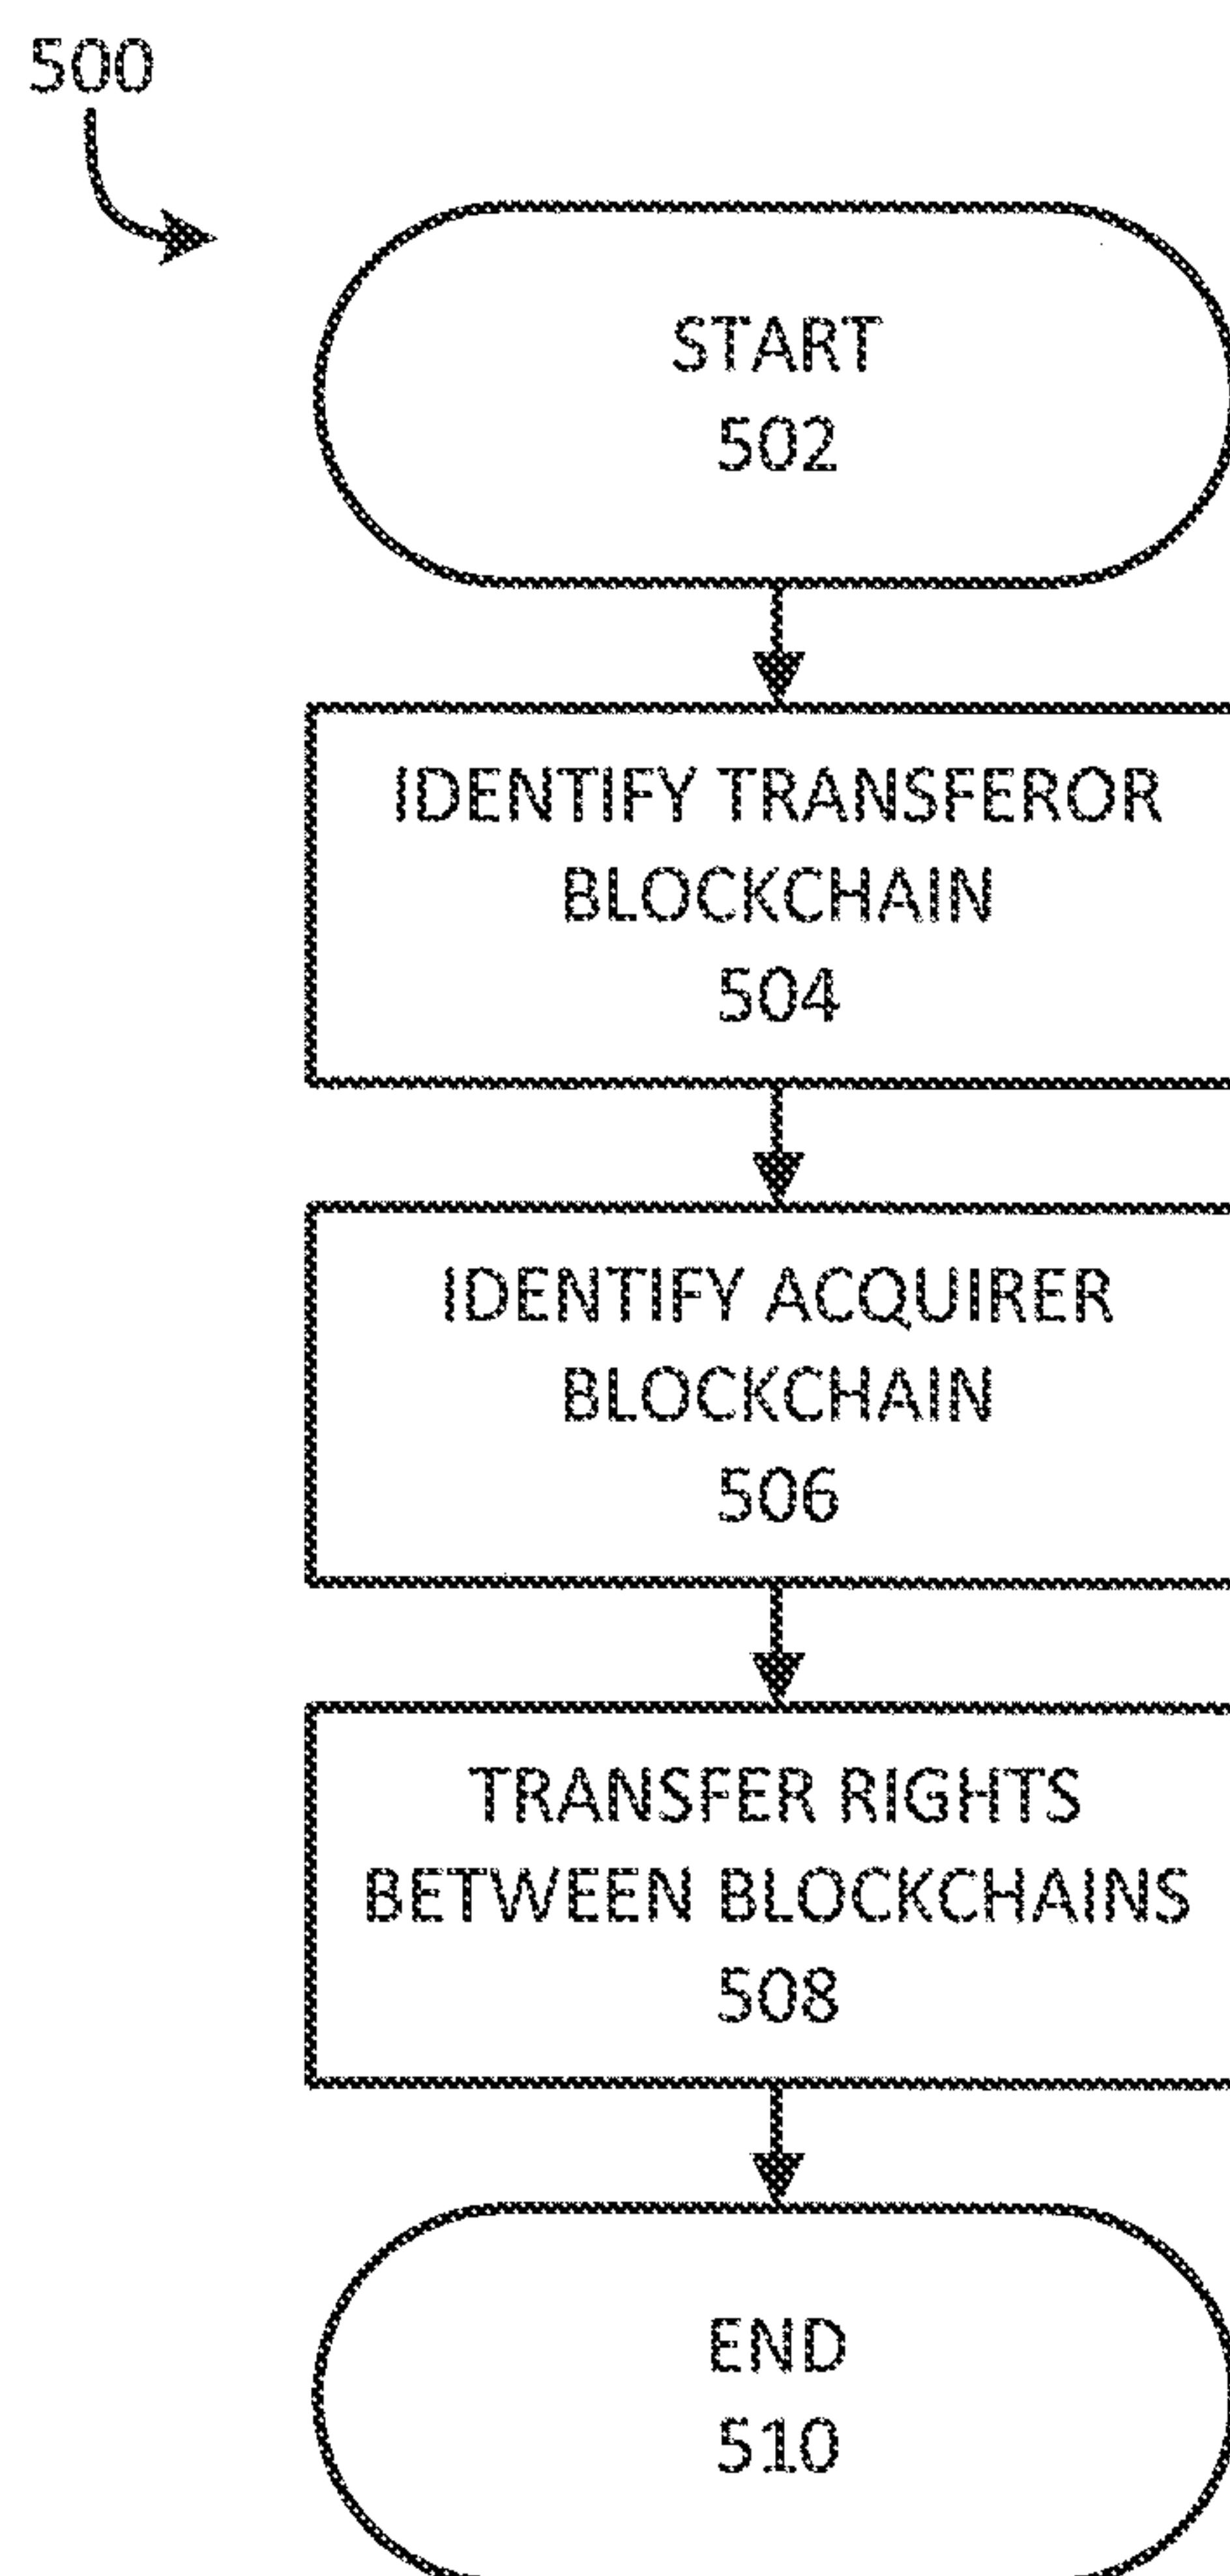 500
START
502
IDENTIFY TRANSFEROR
BLOCKCHAIN
504
IDENTIFY ACQUIRER
BLOCKCHAIN
506
TRANSFER RIGHTS
BETWEEN BLOCKCHAINS
508
END
510